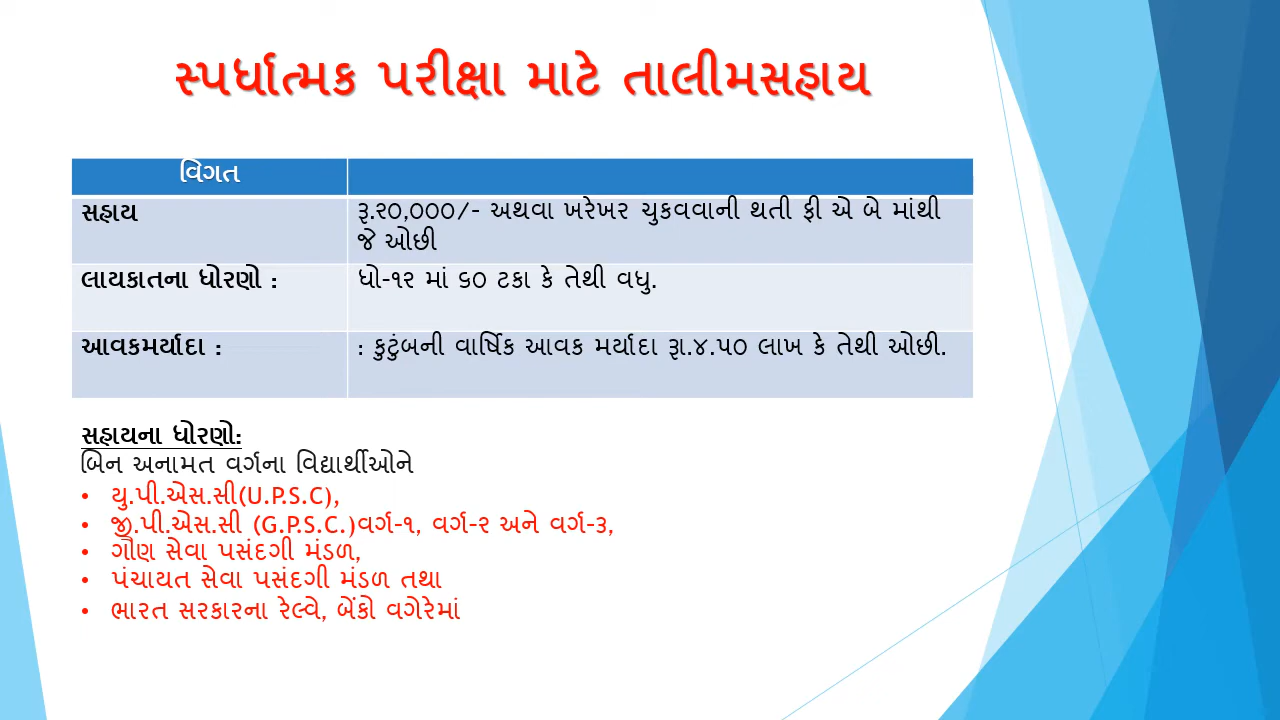 સ્પર્ધાત્મક પરીક્ષા માટે તાલીમસહાય
વિગત
સહાય
રૂ.૨૦,૦૦૦/- અથવા ખરેખર ચુકવવાની થતી ફી એ બે માંથી
જે ઓછી
લાયકાતના ધોરણો :
ધો-૧૨ માં ૬૦ ટકા કે તેથી વધુ.
આવકમર્યાદા :
: કુટુંબની વાર્ષિક આવક મર્યાદા રૂા.૪.૫૦ લાખ કે તેથી ઓછી.
સહાયના ધોરણો:
બિન અનામત વર્ગના વિદ્યાર્થીઓને
• યુ.પી.એસ.સી(U.P.S.C),
• જી.પી.એસ.સી (G.P.S.C.)વર્ગ-૧, વર્ગ-૨ અને વર્ગ-૩,
• ગૌણ સેવા પસંદગી મંડળ,
• પંચાયત સેવા પસંદગી મંડળ તથા
• ભારત સરકારના રેલ્વે, બેંકો વગેરેમાં